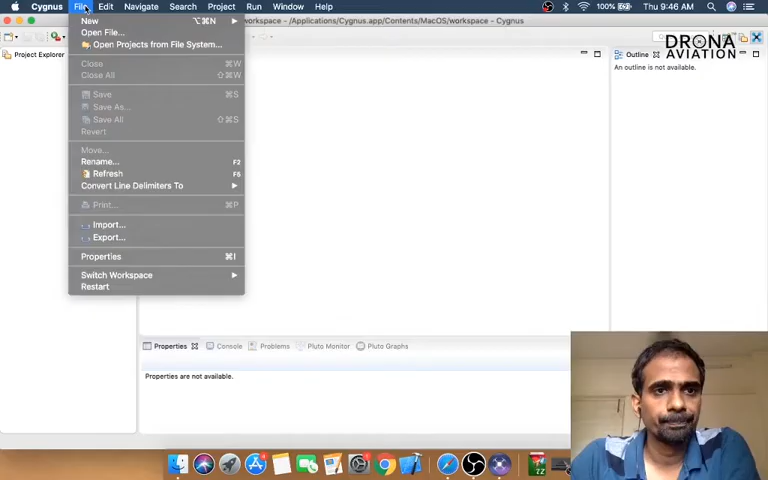 Cygnus File Edit Navigate Search Project Run Window Help 100% Thu 9:46 AM
workspace - /Applications/Cygnus.app/Contents/MacOS/workspace - Cygnus
New ⌥⌘N
Open File...
Open Projects from File System...
Close ⌘W
Close All ⇧⌘W
Save ⌘S
Save As...
Save All ⇧⌘S
Revert
Move...
Rename... F2
Refresh F5
Convert Line Delimiters To
Print... ⌘P
Import...
Export...
Properties ⌘I
Switch Workspace
Restart
Project Explorer
DRONA
AVIATION
Outline
An outline is not available.
Properties Console Problems Pluto Monitor Pluto Graphs
Properties are not available.